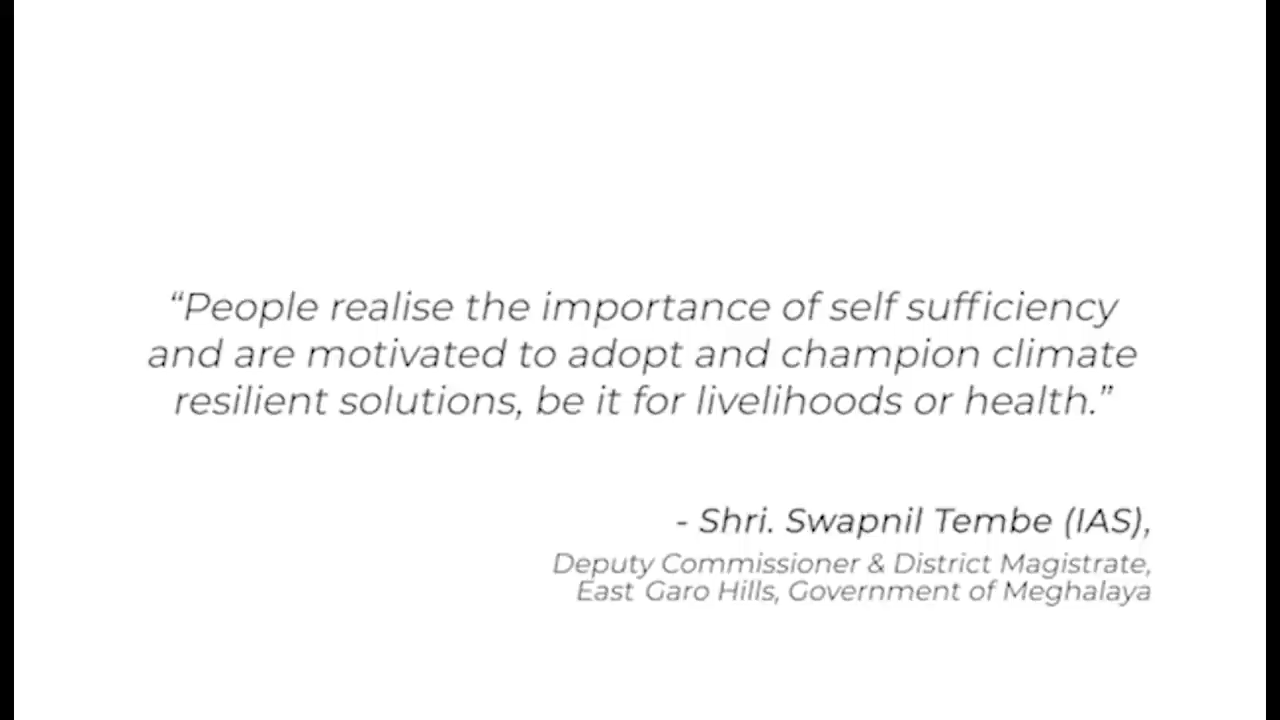 “People realise the importance of self sufficiency
and are motivated to adopt and champion climate
resilient solutions, be it for livelihoods or health.”
- Shri. Swapnil Tembe (IAS),
Deputy Commissioner & District Magistrate,
East Garo Hills, Government of Meghalaya